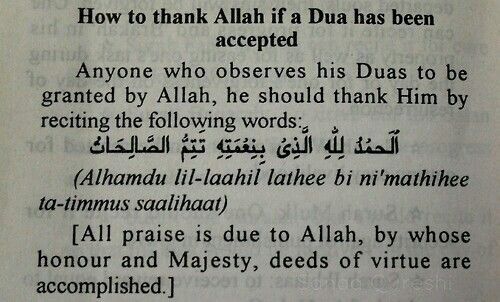 How to thank Allah if a Dua has been
accepted
Anyone who observes his Duas to be
granted by Allah, he should thank Him by
reciting the following words:
اَلْحَمْدُ لِلّٰهِ الَّذِىْ بِنِعْمَتِهٖ تَتِمُّ الصَّالِحَاتُ
(Alhamdu lil-laahil lathee bi ni'mathihee
ta-timmus saalihaat)
[All praise is due to Allah, by whose
honour and Majesty, deeds of virtue are
accomplished.]